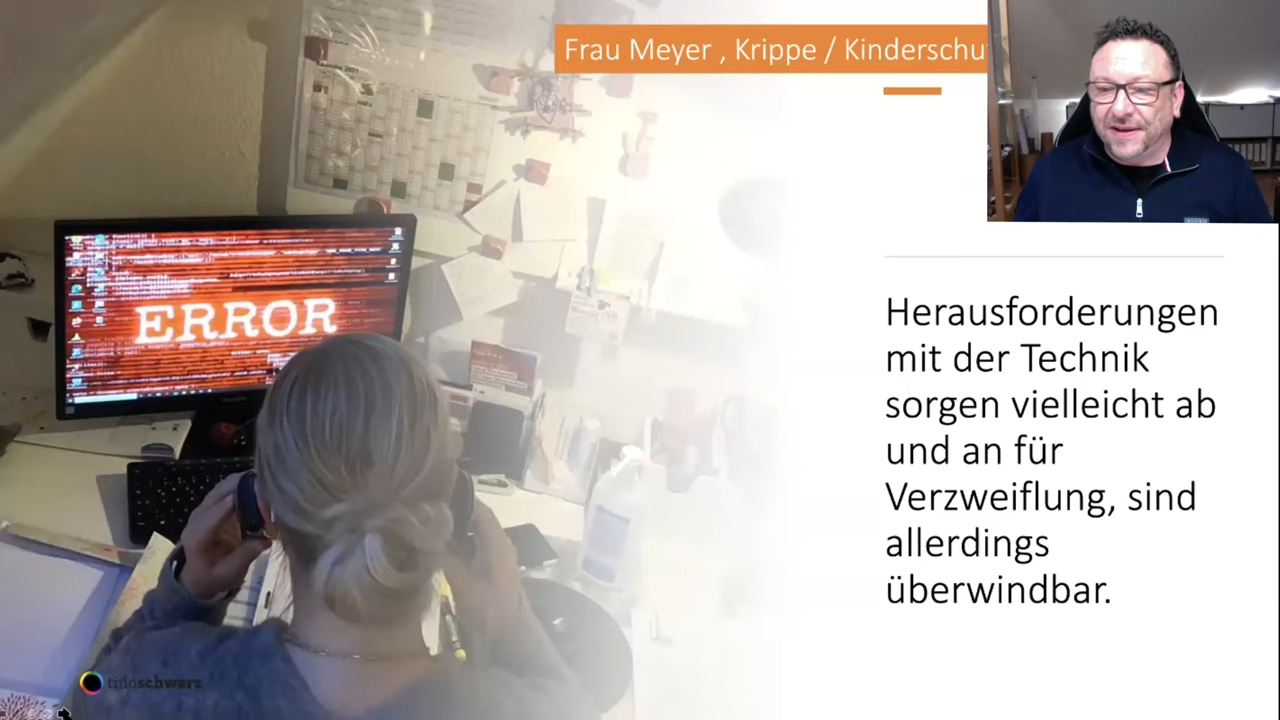 Frau Meyer , Krippe / Kinderschu
ERROR
Herausforderungen
mit der Technik
sorgen vielleicht ab
und an für
Verzweiflung, sind
allerdings
überwindbar.
tinoschwarz